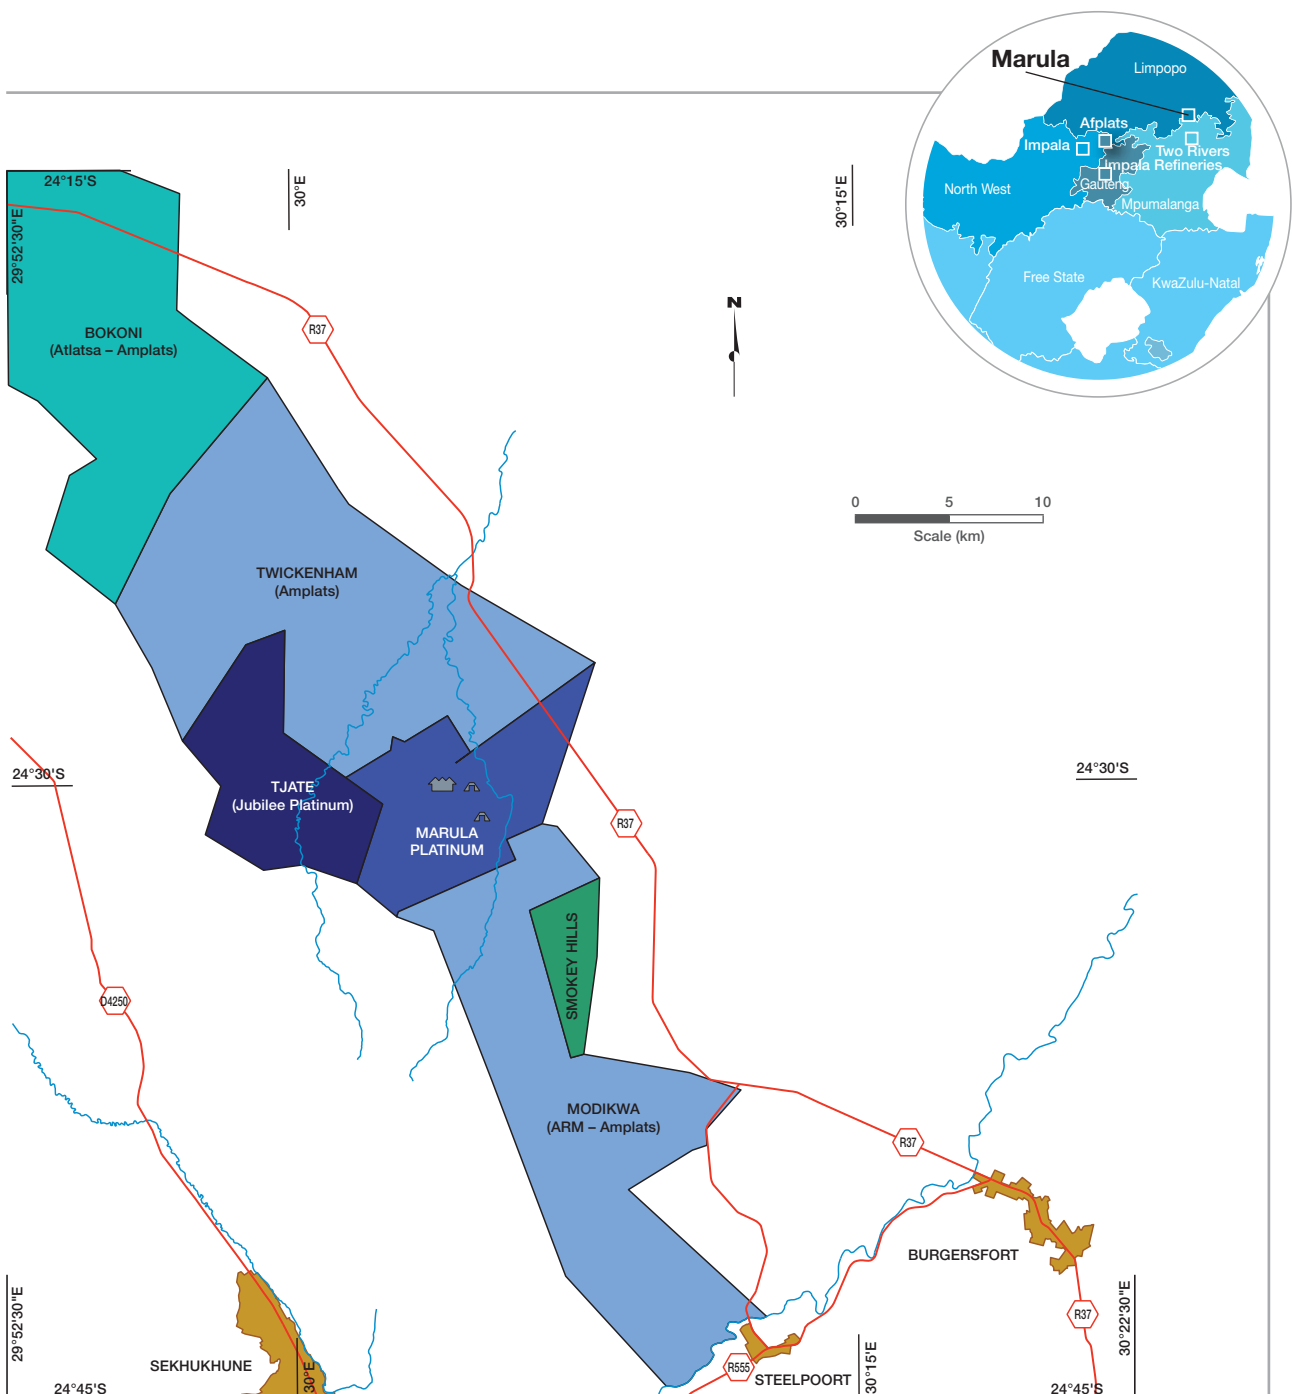 Marula
Limpopo
Afplats
Impala
Two Rivers
Impala Refineries
North West
Gauteng
Mpumalanga
Free State
KwaZulu-Natal
24°15'S
29°52'30"E
30°E
30°15'E
N
R37
BOKONI
(Atlatsa – Amplats)
0 5 10
Scale (km)
TWICKENHAM
(Amplats)
24°30'S
24°30'S
TJATE
(Jubilee Platinum)
MARULA
PLATINUM
R37
SMOKEY HILLS
D4250
MODIKWA
(ARM – Amplats)
R37
BURGERSFORT
R37
29°52'30"E
30°22'30"E
SEKHUKHUNE
30°E
R555
STEELPOORT
30°15'E
24°45'S
24°45'S